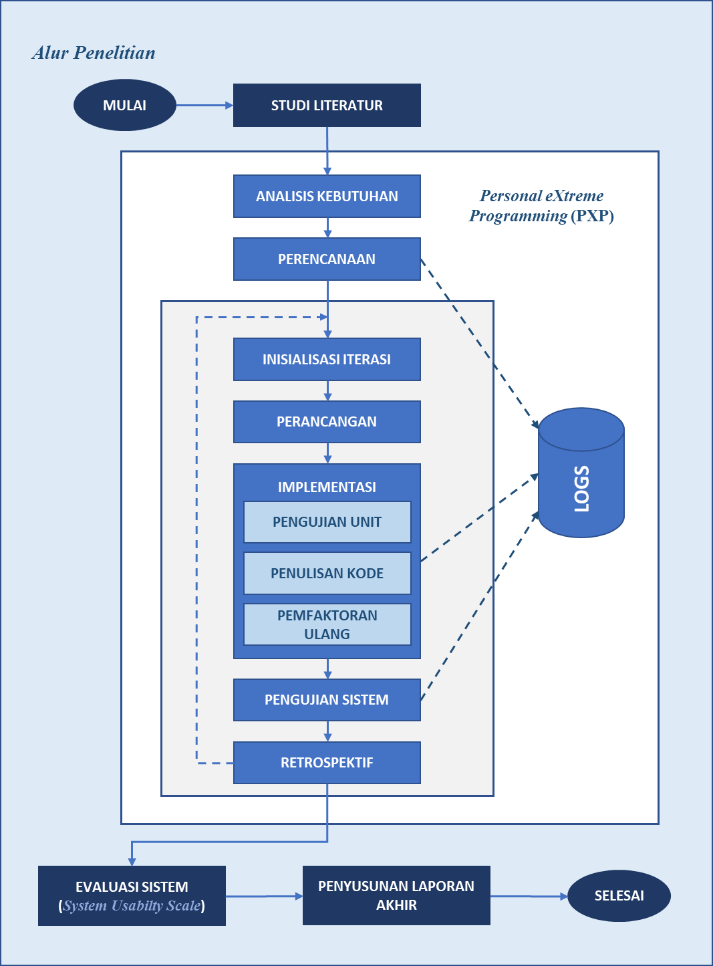 Alur Penelitian
MULAI
STUDI LITERATUR
ANALISIS KEBUTUHAN
Personal eXtreme
Programming (PXP)
PERENCANAAN
INISIALISASI ITERASI
PERANCANGAN
IMPLEMENTASI
PENGUJIAN UNIT
PENULISAN KODE
PEMFAKTORAN
ULANG
LOGS
PENGUJIAN SISTEM
RETROSPEKTIF
EVALUASI SISTEM
(System Usabilty Scale)
PENYUSUNAN LAPORAN
AKHIR
SELESAI